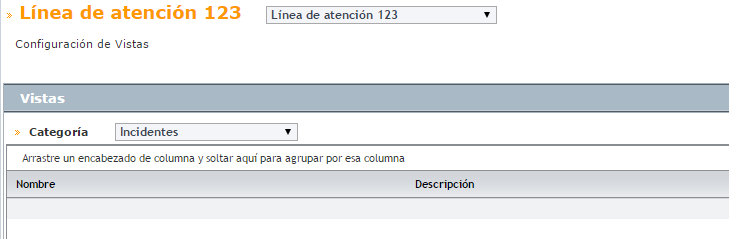 » Línea de atención 123 Línea de atención 123
Configuración de Vistas
Vistas
» Categoría Incidentes
Arrastre un encabezado de columna y soltar aquí para agrupar por esa columna
Nombre Descripción